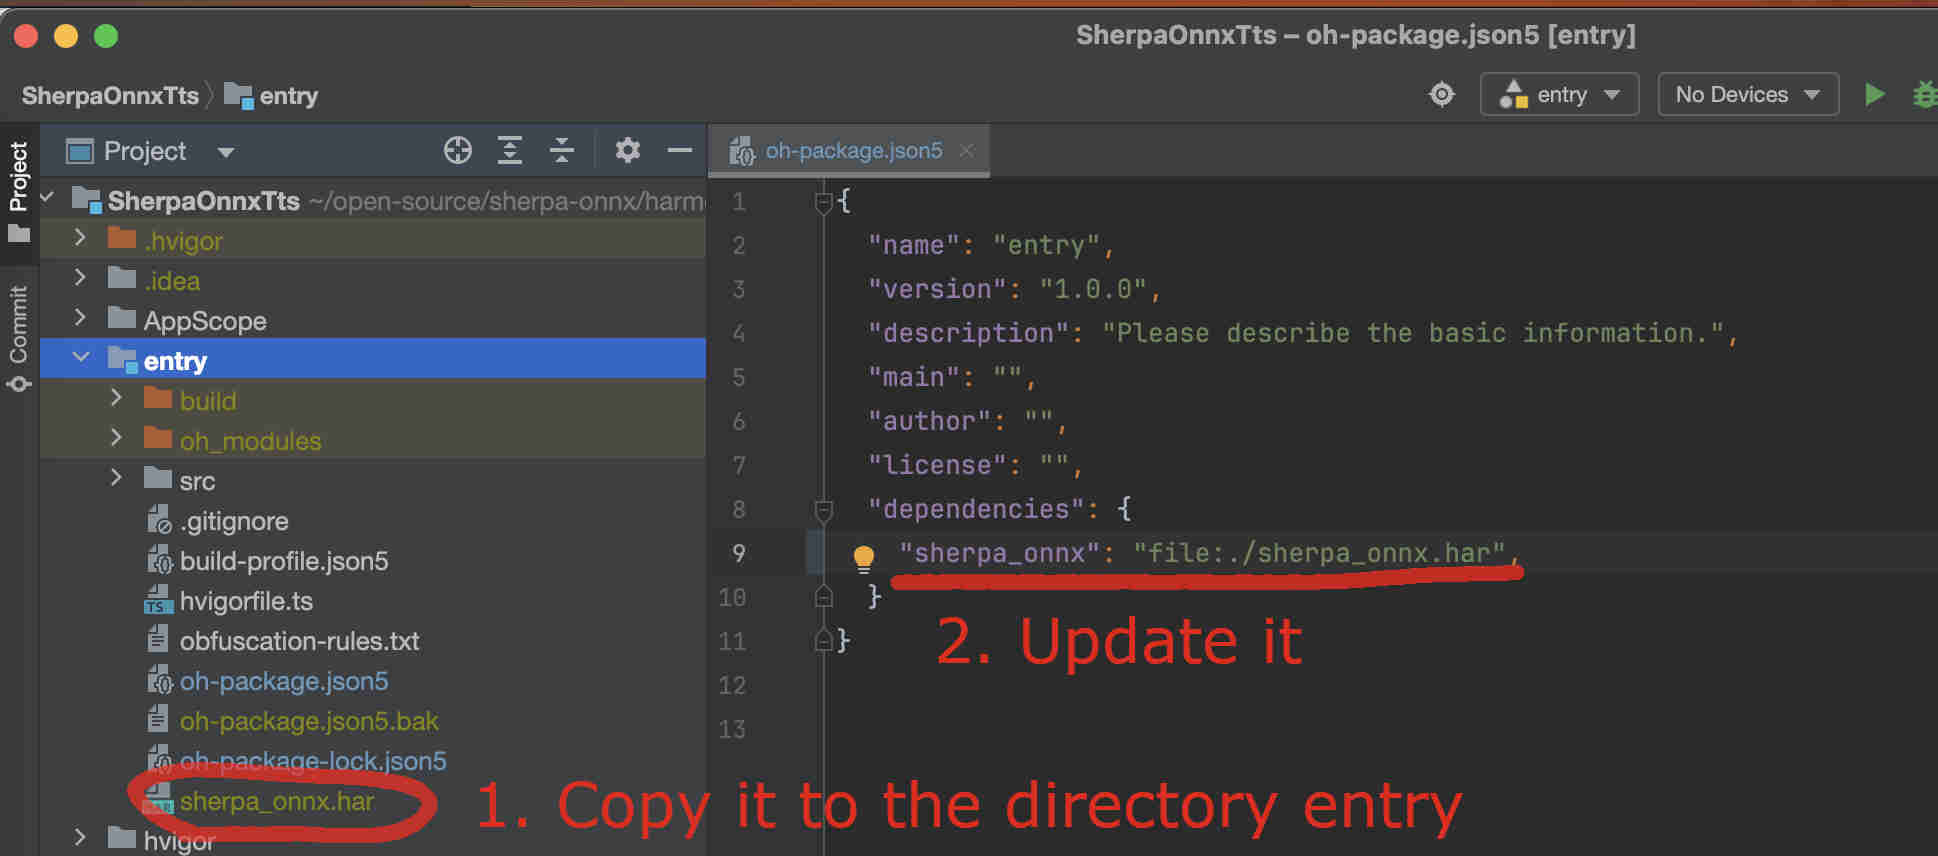 SherpaOnnxTts – oh-package.json5 [entry]
SherpaOnnxTts entry
entry No Devices
Project
Commit
Project
oh-package.json5
SherpaOnnxTts ~/open-source/sherpa-onnx/harm
.hvigor
.idea
AppScope
entry
build
oh_modules
src
.gitignore
build-profile.json5
hvigorfile.ts
obfuscation-rules.txt
oh-package.json5
oh-package.json5.bak
oh-package-lock.json5
sherpa_onnx.har
hvigor
1 {
2 "name": "entry",
3 "version": "1.0.0",
4 "description": "Please describe the basic information.",
5 "main": "",
6 "author": "",
7 "license": "",
8 "dependencies": {
9 "sherpa_onnx": "file:./sherpa_onnx.har",
10 }
11 }
12
13
2. Update it
1. Copy it to the directory entry